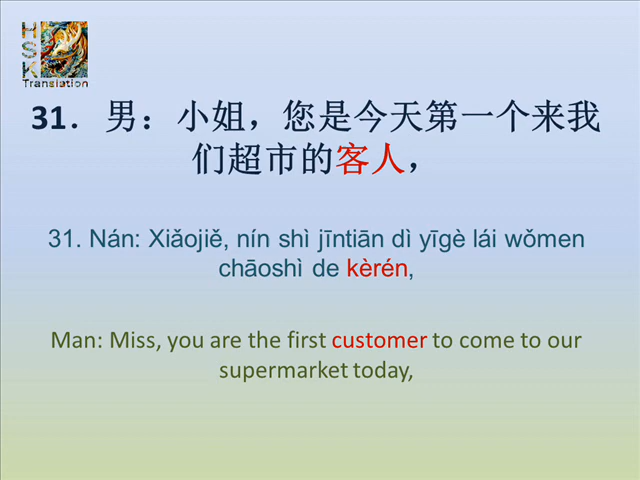 HSK
Translation
31. 男：小姐，您是今天第一个来我
们超市的客人，
31. Nán: Xiǎojiě, nín shì jīntiān dì yīgè lái wǒmen
chāoshì de kèrén,
Man: Miss, you are the first customer to come to our
supermarket today,